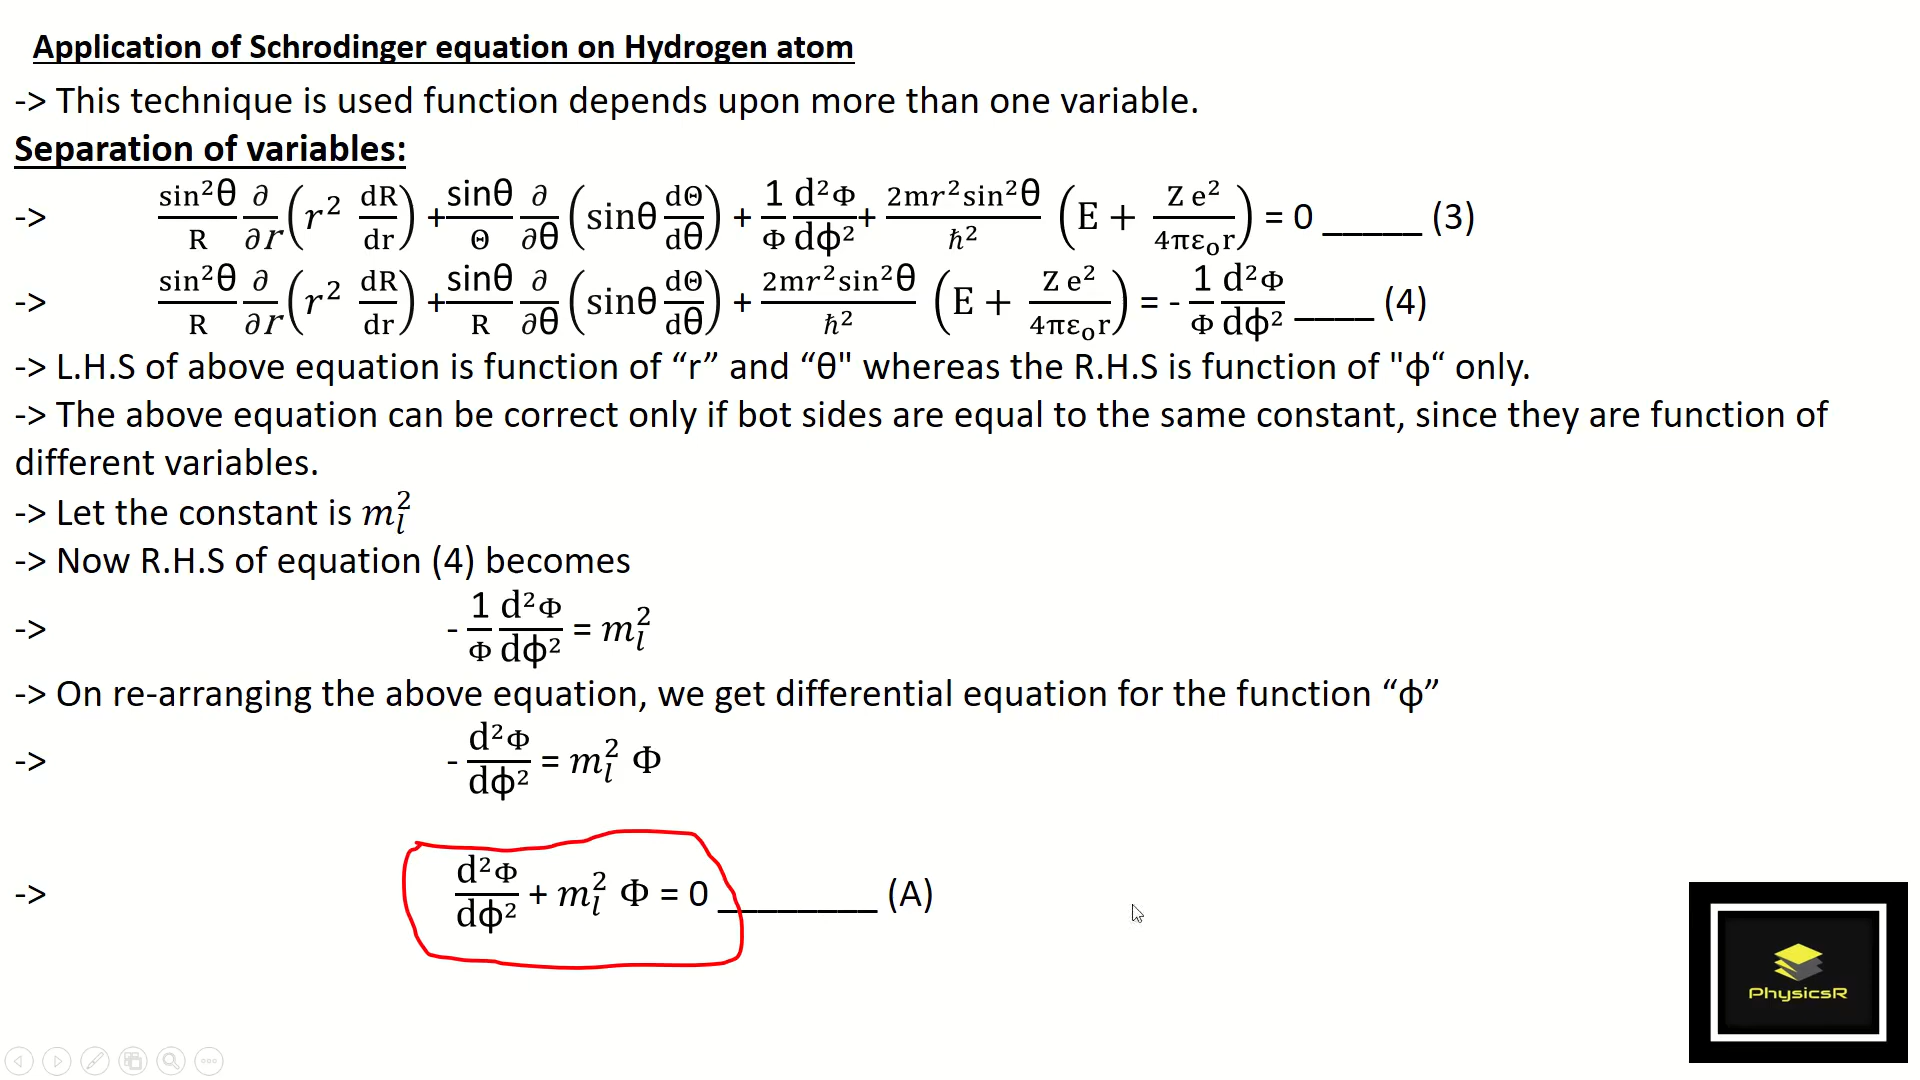 Application of Schrodinger equation on Hydrogen atom
-> This technique is used function depends upon more than one variable.
Separation of variables:
-> sin²θ/R ∂/∂r (r² dR/dr) + sinθ/Θ ∂/∂θ (sinθ dΘ/dθ) + 1/Φ d²Φ/dϕ² + 2mr²sin²θ/ℏ² (E + Z e²/4πε₀r) = 0 _____ (3)
-> sin²θ/R ∂/∂r (r² dR/dr) + sinθ/R ∂/∂θ (sinθ dΘ/dθ) + 2mr²sin²θ/ℏ² (E + Z e²/4πε₀r) = - 1/Φ d²Φ/dϕ² ____ (4)
-> L.H.S of above equation is function of “r” and “θ" whereas the R.H.S is function of "ϕ“ only.
-> The above equation can be correct only if bot sides are equal to the same constant, since they are function of
different variables.
-> Let the constant is m_l²
-> Now R.H.S of equation (4) becomes
-> - 1/Φ d²Φ/dϕ² = m_l²
-> On re-arranging the above equation, we get differential equation for the function “ϕ”
-> - d²Φ/dϕ² = m_l² Φ
-> d²Φ/dϕ² + m_l² Φ = 0 ________ (A)
PhysicsR